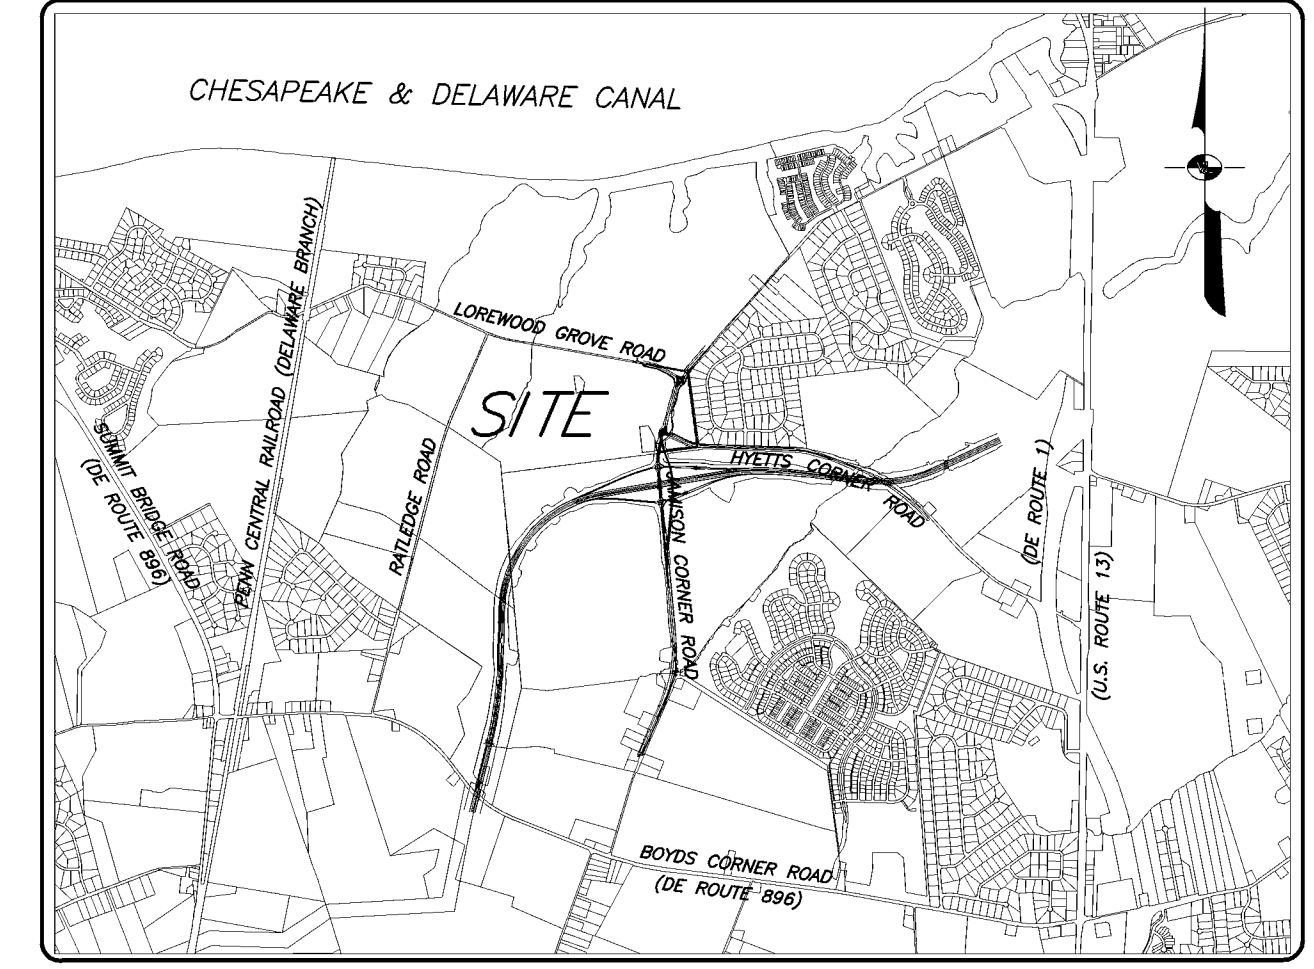 CHESAPEAKE & DELAWARE CANAL
LOREWOOD GROVE ROAD
SITE
PENN CENTRAL RAILROAD (DELAWARE BRANCH)
SUMMIT BRIDGE ROAD
(DE ROUTE 896)
RATLEDGE ROAD
HYETTS CORNER ROAD
JAMISON CORNER ROAD
(DE ROUTE 1)
(U.S. ROUTE 13)
BOYDS CORNER ROAD
(DE ROUTE 896)